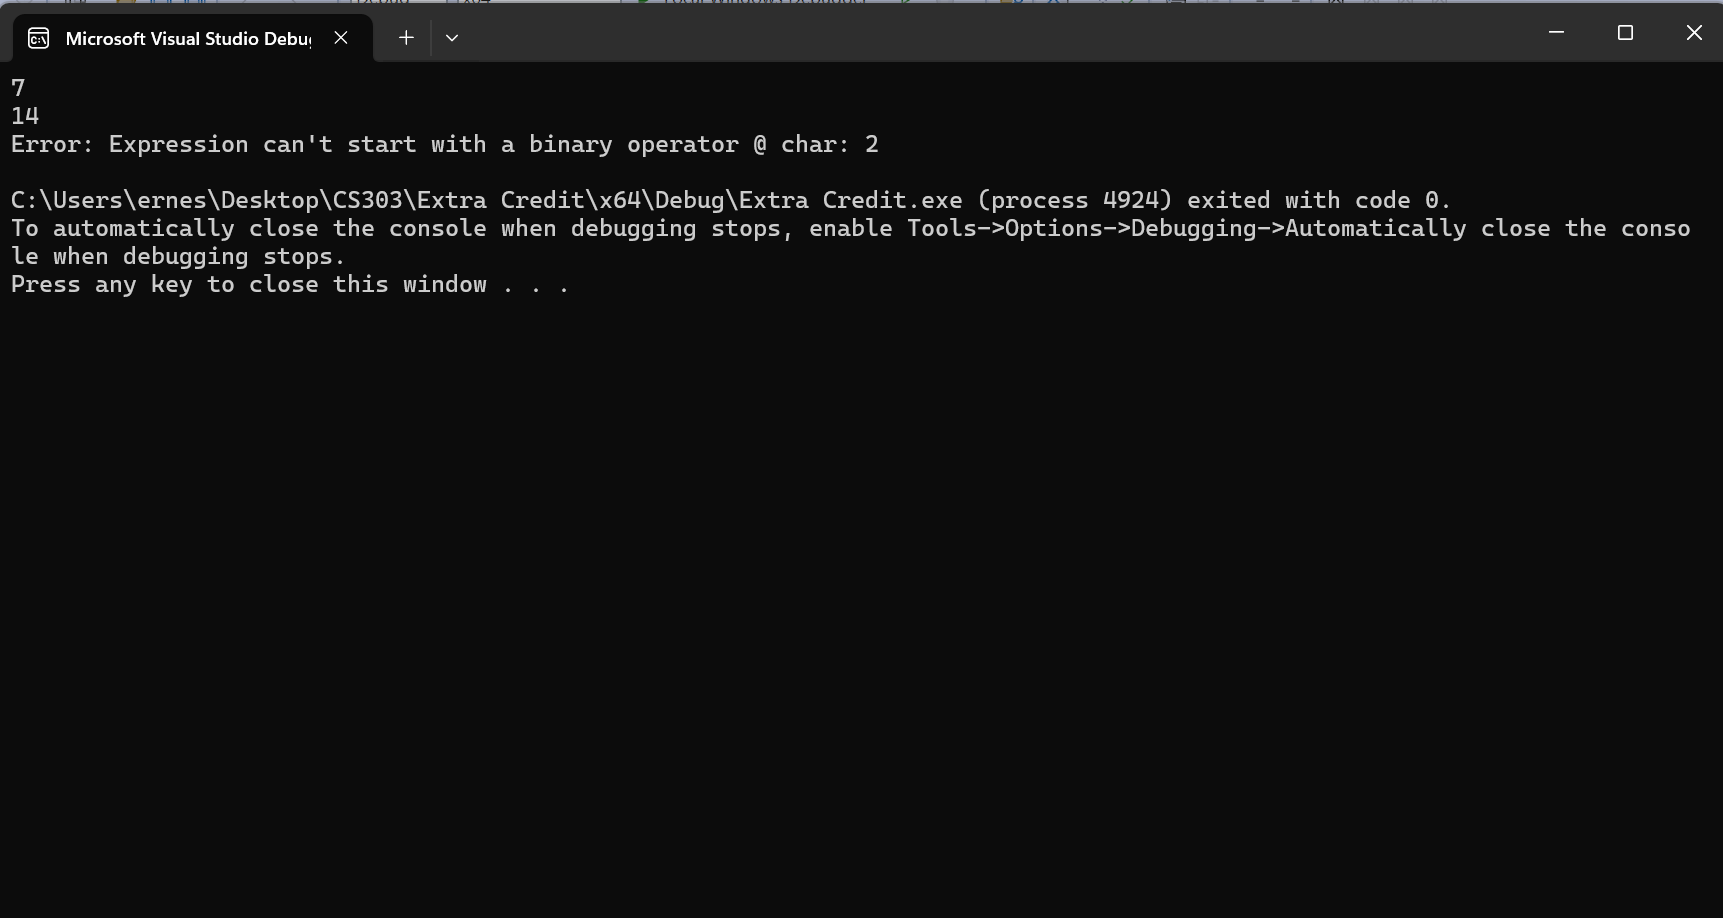 Microsoft Visual Studio Debu
7
14
Error: Expression can't start with a binary operator @ char: 2
C:\Users\ernes\Desktop\CS303\Extra Credit\x64\Debug\Extra Credit.exe (process 4924) exited with code 0.
To automatically close the console when debugging stops, enable Tools->Options->Debugging->Automatically close the conso
le when debugging stops.
Press any key to close this window . . .